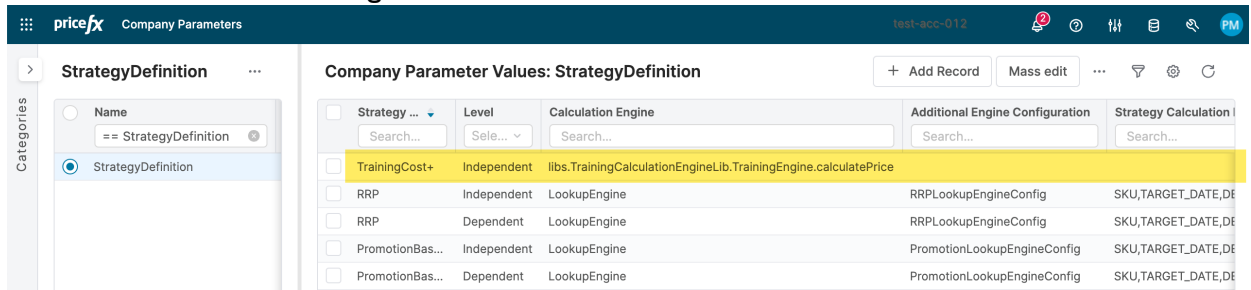 pricefx Company Parameters test-acc-012 2 PM
StrategyDefinition ... Company Parameter Values: StrategyDefinition + Add Record Mass edit ...
Categories
Name Strategy ... Level Calculation Engine Additional Engine Configuration Strategy Calculation
== StrategyDefinition Search... Sele... Search... Search... Search...
StrategyDefinition TrainingCost+ Independent libs.TrainingCalculationEngineLib.TrainingEngine.calculatePrice
RRP Independent LookupEngine RRPLookupEngineConfig SKU,TARGET_DATE,DE
RRP Dependent LookupEngine RRPLookupEngineConfig SKU,TARGET_DATE,DE
PromotionBas... Independent LookupEngine PromotionLookupEngineConfig SKU,TARGET_DATE,DE
PromotionBas... Dependent LookupEngine PromotionLookupEngineConfig SKU,TARGET_DATE,DE